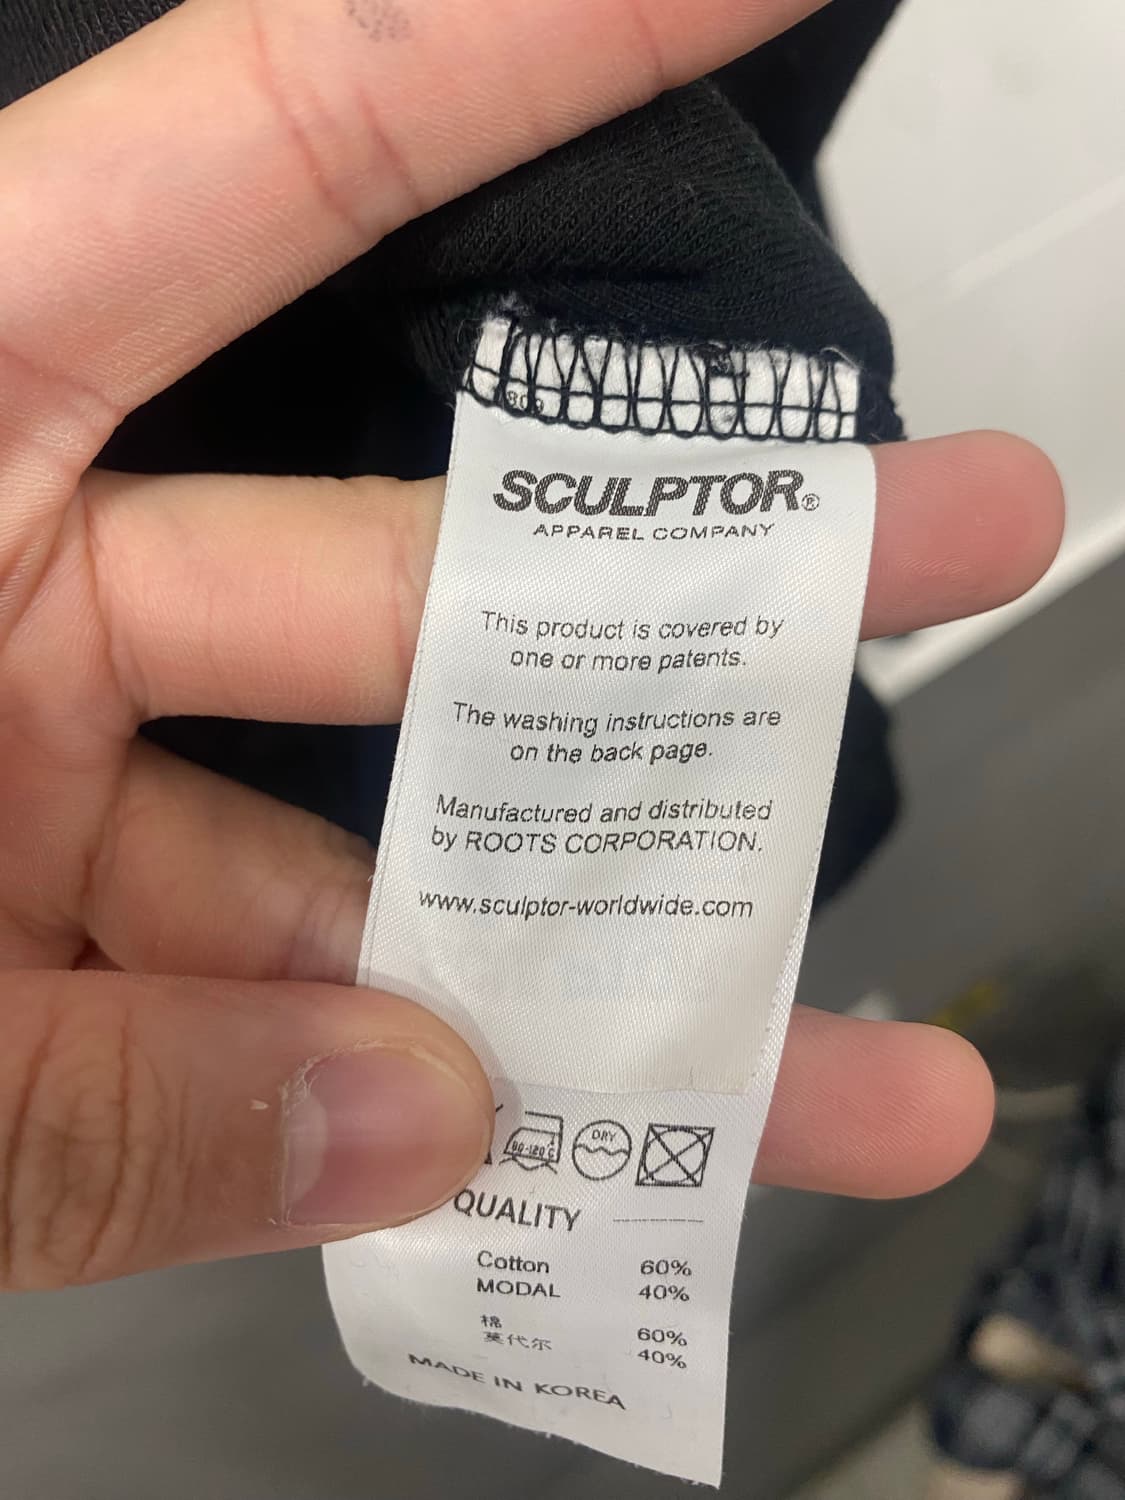 SCULPTOR®
APPAREL COMPANY
This product is covered by
one or more patents.
The washing instructions are
on the back page.
Manufactured and distributed
by ROOTS CORPORATION.
www.sculptor-worldwide.com
80-120°C
DRY
QUALITY
Cotton 60%
MODAL 40%
棉 60%
莫代尔 40%
MADE IN KOREA